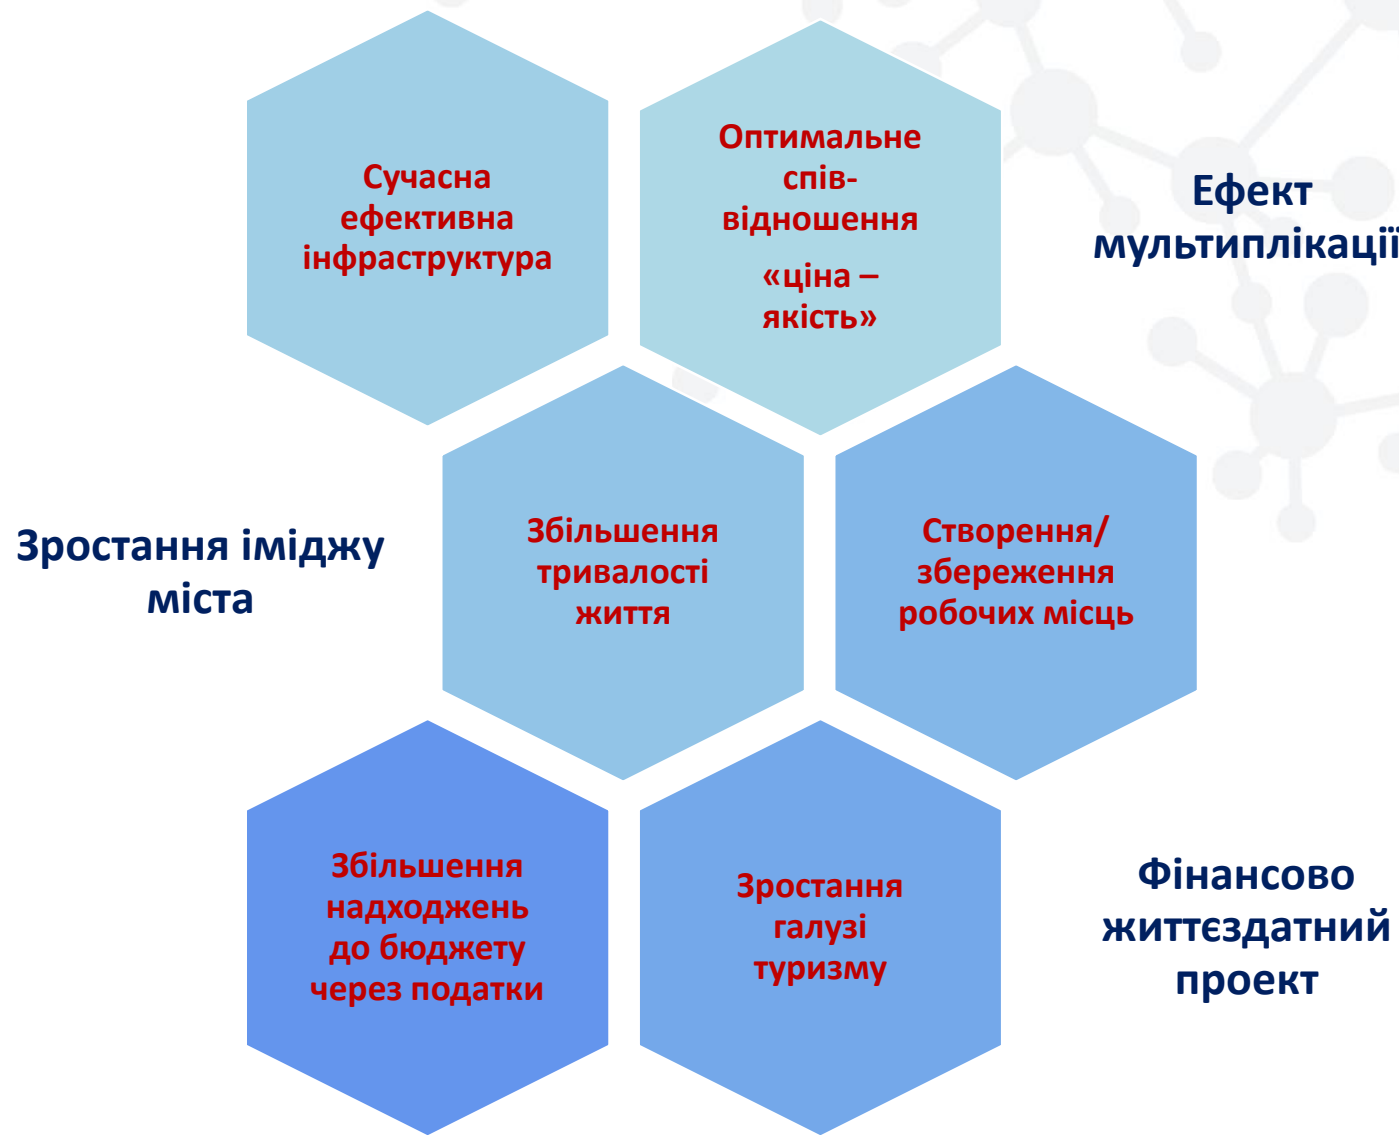 Сучасна
ефективна
інфраструктура
Оптимальне
спів-
відношення
«ціна –
якість»
Ефект
мультиплікації
Зростання іміджу
міста
Збільшення
тривалості
життя
Створення/
збереження
робочих місць
Збільшення
надходжень
до бюджету
через податки
Зростання
галузі
туризму
Фінансово
життєздатний
проект